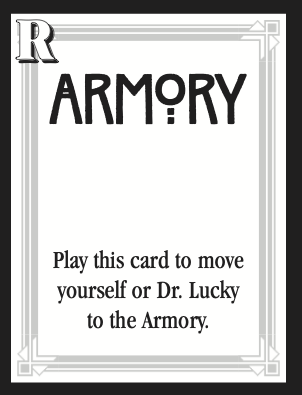 R
ARMORY
Play this card to move
yourself or Dr. Lucky
to the Armory.